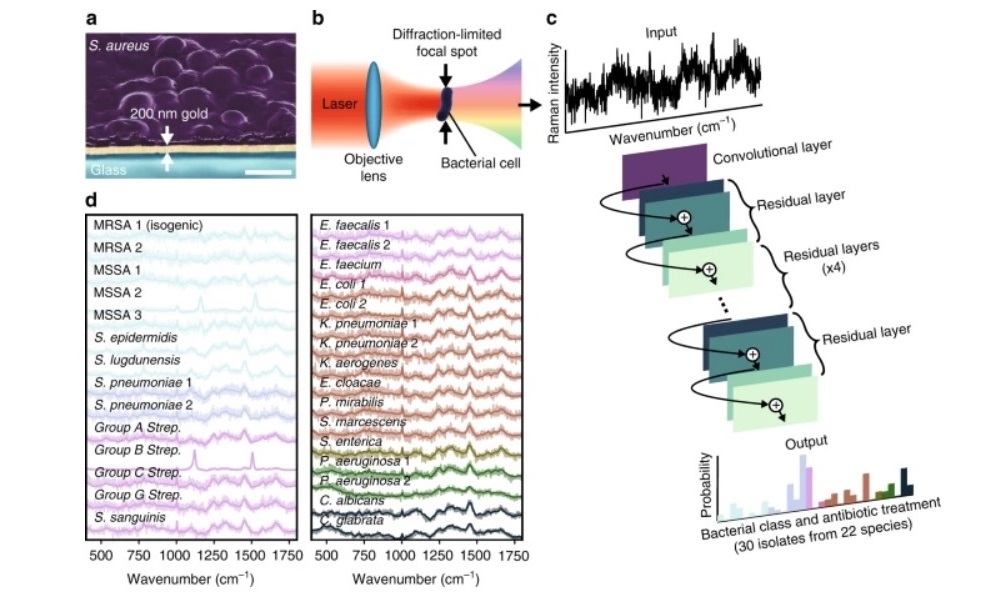 a
S. aureus
200 nm gold
Glass
b
Diffraction-limited
focal spot
Laser
Objective
lens
Bacterial cell
c
Input
Raman intensity
Wavenumber (cm⁻¹)
Convolutional layer
Residual layer
Residual layers
(x4)
Residual layer
Output
Probability
Bacterial class and antibiotic treatment
(30 isolates from 22 species)
d
MRSA 1 (isogenic)
MRSA 2
MSSA 1
MSSA 2
MSSA 3
S. epidermidis
S. lugdunensis
S. pneumoniae 1
S. pneumoniae 2
Group A Strep.
Group B Strep.
Group C Strep.
Group G Strep.
S. sanguinis
500 750 1000 1250 1500 1750
Wavenumber (cm⁻¹)
E. faecalis 1
E. faecalis 2
E. faecium
E. coli 1
E. coli 2
K. pneumoniae 1
K. pneumoniae 2
K. aerogenes
E. cloacae
P. mirabilis
S. marcescens
S. enterica
P. aeruginosa 1
P. aeruginosa 2
C. albicans
C. glabrata
500 750 1000 1250 1500 1750
Wavenumber (cm⁻¹)